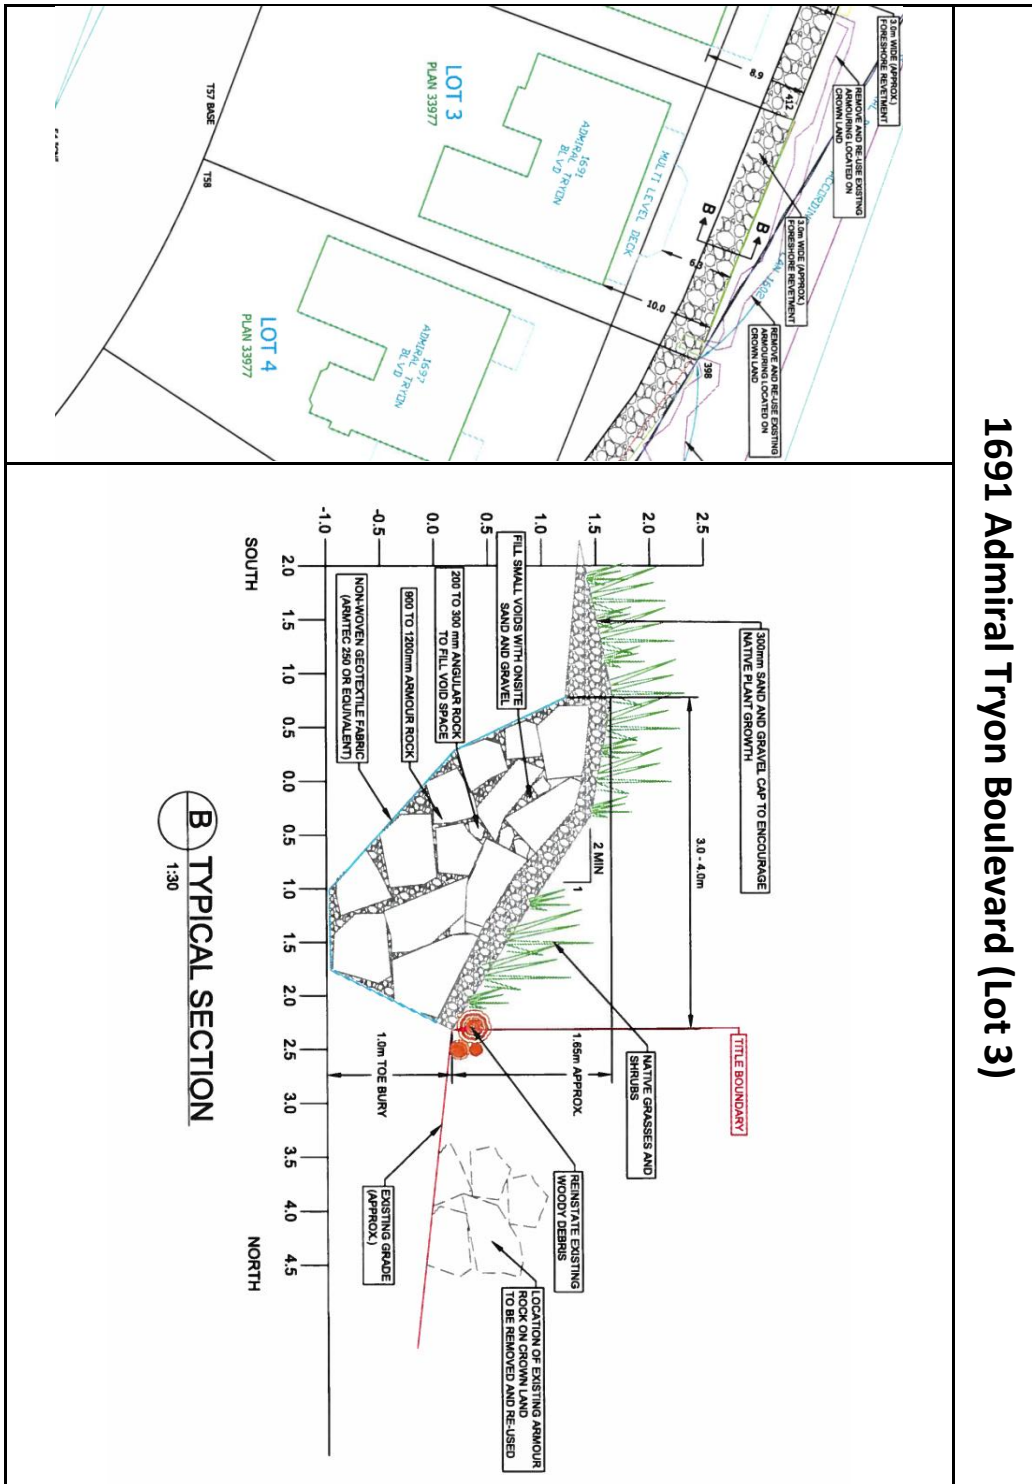 1691 Admiral Tryon Boulevard (Lot 3)
3.0m WIDE (APPROX.)
FORESHORE REVETMENT
REMOVE AND RE-USE EXISTING
ARMOURING LOCATED ON
CROWN LAND
3.0m WIDE (APPROX.)
FORESHORE REVETMENT
REMOVE AND RE-USE EXISTING
ARMOURING LOCATED ON
CROWN LAND
412
8.9
398
B
B
10.0
MULTI LEVEL DECK
1691
ADMIRAL TRYON
BLVD
LOT 3
PLAN 33977
1697
ADMIRAL TRYON
BLVD
LOT 4
PLAN 33977
T57 BASE
T58
300mm SAND AND GRAVEL CAP TO ENCOURAGE
NATIVE PLANT GROWTH
TITLE BOUNDARY
3.0 - 4.0m
NATIVE GRASSES AND
SHRUBS
2 MIN
1
1.65m APPROX.
REINSTATE EXISTING
WOODY DEBRIS
LOCATION OF EXISTING ARMOUR
ROCK ON CROWN LAND
TO BE REMOVED AND RE-USED
FILL SMALL VOIDS WITH ONSITE
SAND AND GRAVEL
200 TO 300 mm ANGULAR ROCK
TO FILL VOID SPACE
900 TO 1200mm ARMOUR ROCK
NON-WOVEN GEOTEXTILE FABRIC
(ARMTEC 250 OR EQUIVALENT)
1.0m TOE BURY
EXISTING GRADE
(APPROX.)
2.5
2.0
1.5
1.0
0.5
0.0
-0.5
-1.0
2.0 1.5 1.0 0.5 0.0 0.5 1.0 1.5 2.0 2.5 3.0 3.5 4.0 4.5
SOUTH
NORTH
B TYPICAL SECTION
1:30